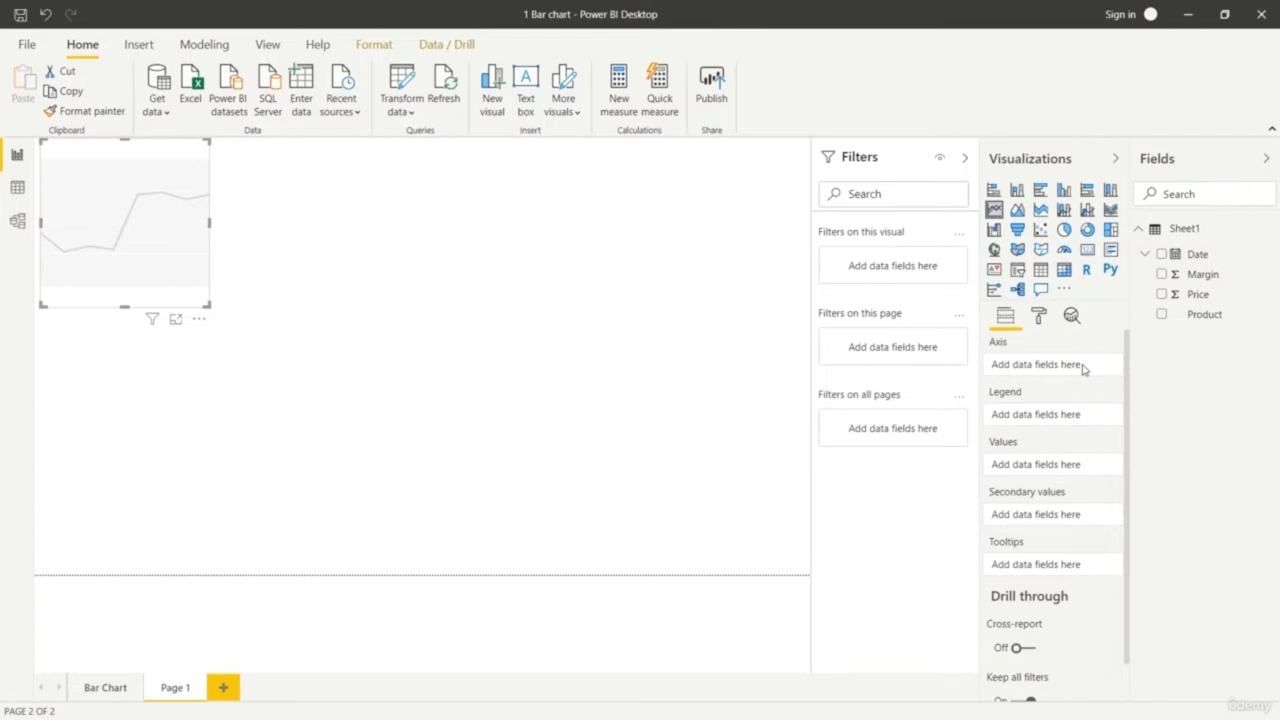 1 Bar chart - Power BI Desktop
Sign in
File
Home
Insert
Modeling
View
Help
Format
Data / Drill
Paste
Cut
Copy
Format painter
Clipboard
Get data
Excel
Power BI datasets
SQL Server
Enter data
Recent sources
Data
Transform data
Refresh
Queries
New visual
Text box
More visuals
Insert
New measure
Quick measure
Calculations
Publish
Share
Filters
Search
Filters on this visual
...
Add data fields here
Filters on this page
...
Add data fields here
Filters on all pages
...
Add data fields here
Visualizations
R
Py
Axis
Add data fields here
Legend
Add data fields here
Values
Add data fields here
Secondary values
Add data fields here
Tooltips
Add data fields here
Drill through
Cross-report
Off
Keep all filters
On
Fields
Search
Sheet1
Date
Σ Margin
Σ Price
Product
Bar Chart
Page 1
+
PAGE 2 OF 2
ûdemy